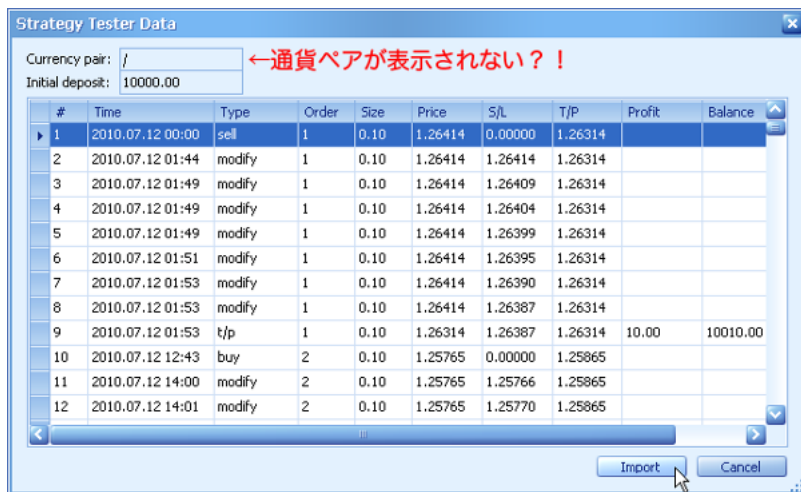 Strategy Tester Data
Currency pair: / ←通貨ペアが表示されない？！
Initial deposit: 10000.00
# Time Type Order Size Price S/L T/P Profit Balance
1 2010.07.12 00:00 sell 1 0.10 1.26414 0.00000 1.26314
2 2010.07.12 01:44 modify 1 0.10 1.26414 1.26414 1.26314
3 2010.07.12 01:49 modify 1 0.10 1.26414 1.26409 1.26314
4 2010.07.12 01:49 modify 1 0.10 1.26414 1.26404 1.26314
5 2010.07.12 01:49 modify 1 0.10 1.26414 1.26399 1.26314
6 2010.07.12 01:51 modify 1 0.10 1.26414 1.26395 1.26314
7 2010.07.12 01:53 modify 1 0.10 1.26414 1.26390 1.26314
8 2010.07.12 01:53 modify 1 0.10 1.26414 1.26387 1.26314
9 2010.07.12 01:53 t/p 1 0.10 1.26314 1.26387 1.26314 10.00 10010.00
10 2010.07.12 12:43 buy 2 0.10 1.25765 0.00000 1.25865
11 2010.07.12 14:00 modify 2 0.10 1.25765 1.25766 1.25865
12 2010.07.12 14:01 modify 2 0.10 1.25765 1.25770 1.25865
Import Cancel